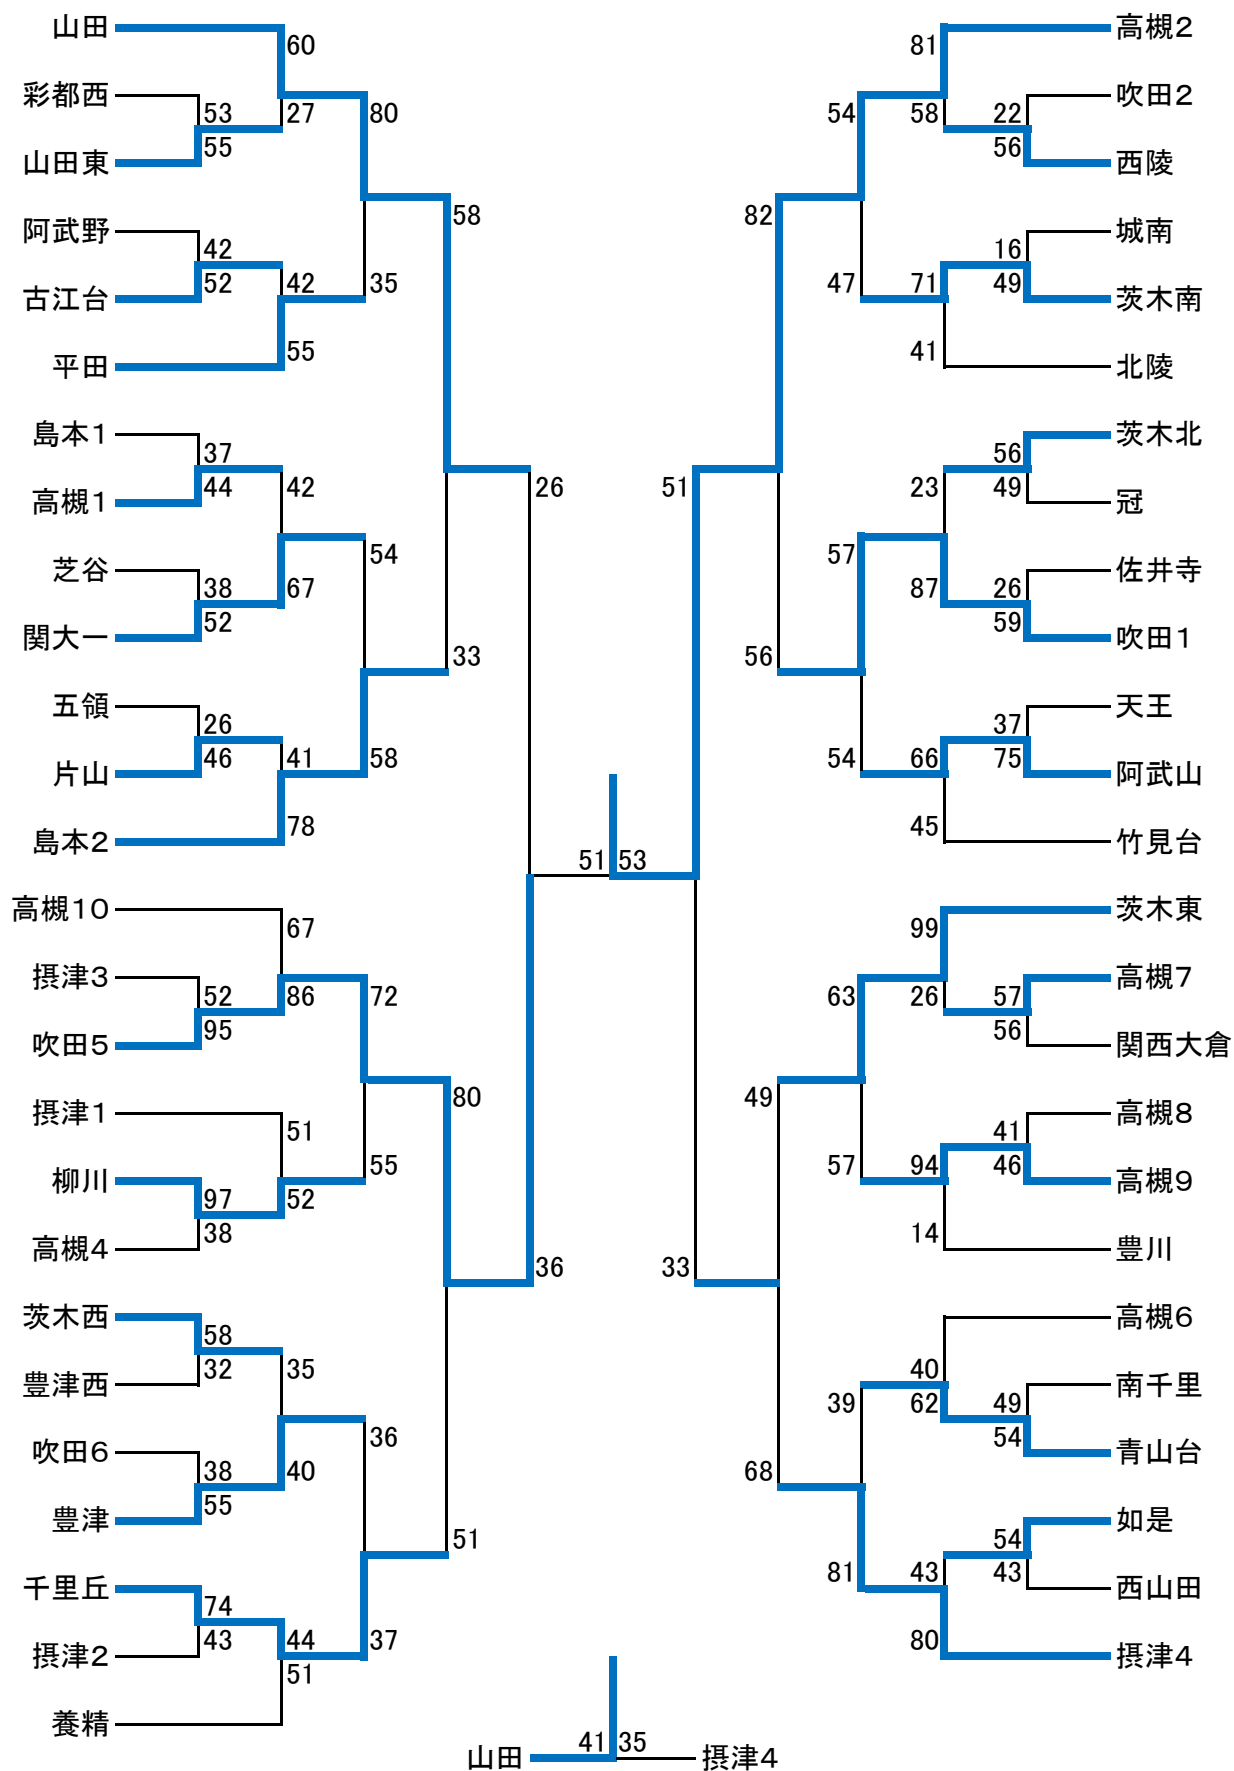 山田
60
彩都西
53
27
80
山田東
55
阿武野
42
58
古江台
52
42
35
平田
55
島本1
37
高槻1
44
42
26
芝谷
38
67
54
関大一
52
33
五領
26
片山
46
41
58
島本2
78
高槻10
67
摂津3
52
86
72
吹田5
95
80
摂津1
51
柳川
97
52
55
高槻4
38
36
茨木西
58
豊津西
32
35
吹田6
38
40
36
豊津
55
51
千里丘
74
摂津2
43
44
37
養精
51
51 53
高槻2
81
吹田2
22
58
54
西陵
56
城南
16
82
茨木南
49
71
47
北陵
41
茨木北
56
冠
49
23
51
佐井寺
26
87
57
吹田1
59
56
天王
37
阿武山
75
66
54
竹見台
45
茨木東
99
高槻7
57
26
63
関西大倉
56
49
高槻8
41
高槻9
46
94
57
豊川
14
33
高槻6
40
南千里
49
62
39
青山台
54
68
如是
54
西山田
43
43
81
摂津4
80
山田 41 35 摂津4